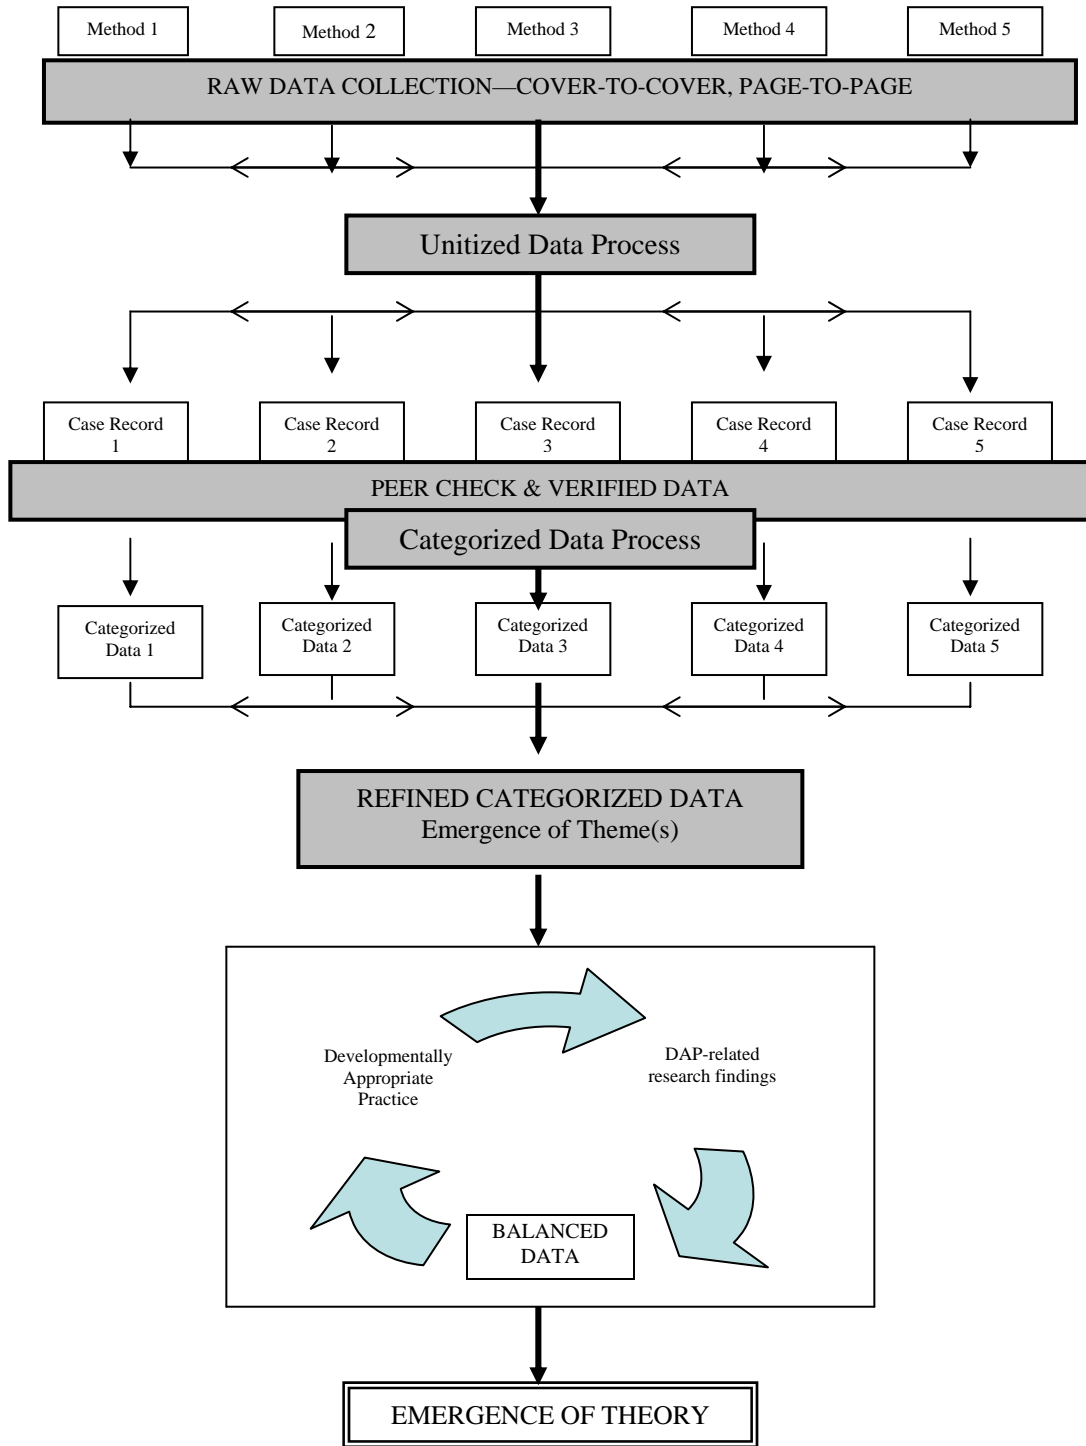 Method 1
Method 2
Method 3
Method 4
Method 5
RAW DATA COLLECTION—COVER-TO-COVER, PAGE-TO-PAGE
Unitized Data Process
Case Record
1
Case Record
2
Case Record
3
Case Record
4
Case Record
5
PEER CHECK & VERIFIED DATA
Categorized Data Process
Categorized
Data 1
Categorized
Data 2
Categorized
Data 3
Categorized
Data 4
Categorized
Data 5
REFINED CATEGORIZED DATA
Emergence of Theme(s)
Developmentally
Appropriate
Practice
DAP-related
research findings
BALANCED
DATA
EMERGENCE OF THEORY